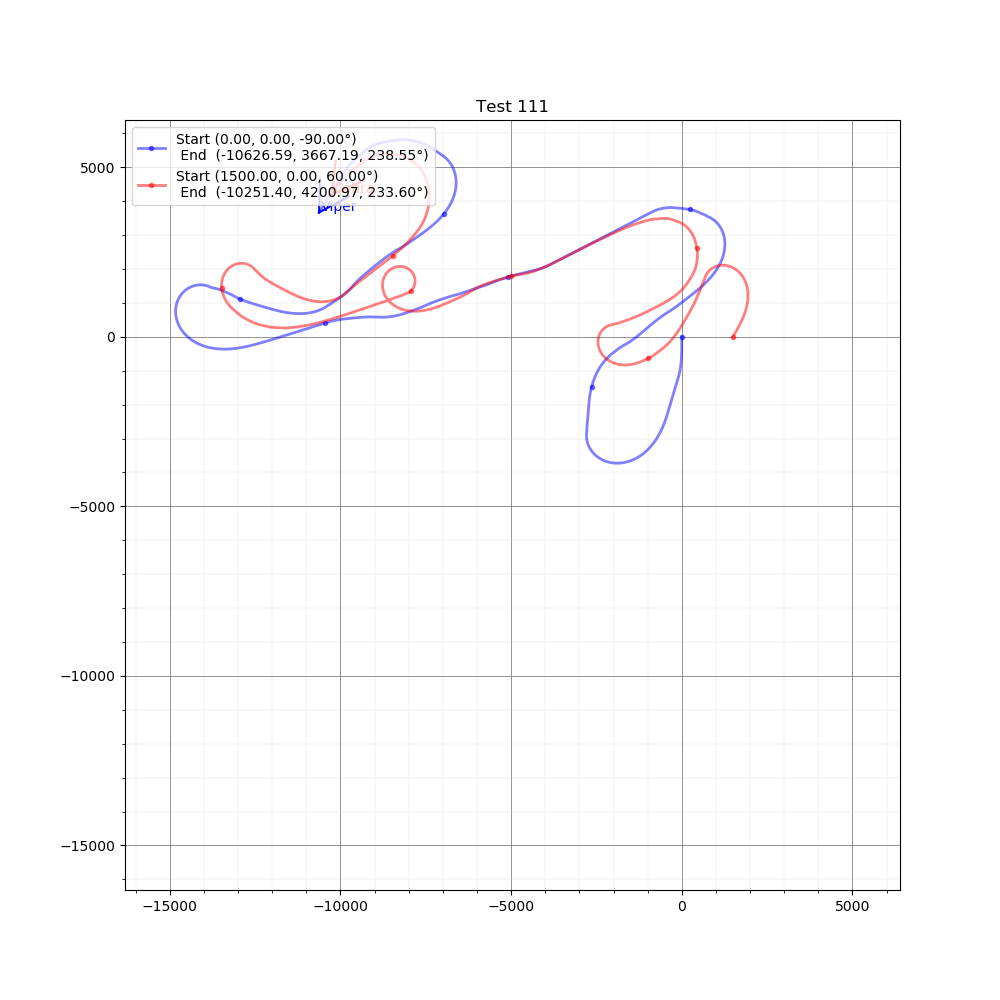 Test 111
Start (0.00, 0.00, -90.00°)
End (-10626.59, 3667.19, 238.55°)
Start (1500.00, 0.00, 60.00°)
End (-10251.40, 4200.97, 233.60°)
5000
0
−5000
−10000
−15000
−15000
−10000
−5000
0
5000